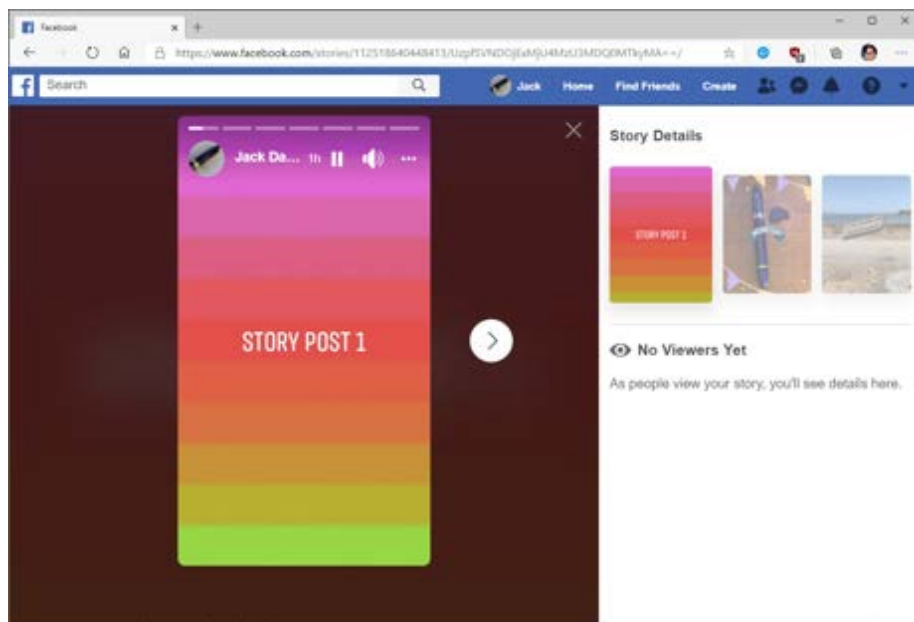 Facebook
https://www.facebook.com/stories/
Search
Jack Home Find Friends Create
Jack Da... 1h
STORY POST 1
Story Details
STORY POST 1
No Viewers Yet
As people view your story, you'll see details here.